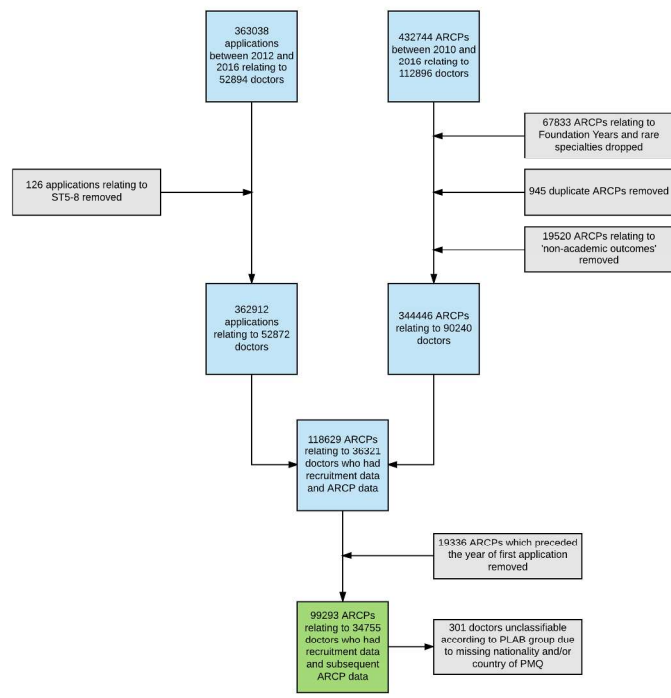 363038
applications
between 2012 and
2016 relating to
52894 doctors
432744 ARCPs
between 2010 and
2016 relating to
112896 doctors
67833 ARCPs relating to
Foundation Years and rare
specialties dropped
126 applications relating to
ST5-8 removed
945 duplicate ARCPs removed
19520 ARCPs relating to
'non-academic outcomes'
removed
362912
applications
relating to 52872
doctors
344446 ARCPs
relating to 90240
doctors
118629 ARCPs
relating to 36321
doctors who had
recruitment data
and ARCP data
19336 ARCPs which preceded
the year of first application
removed
99293 ARCPs
relating to 34755
doctors who had
recruitment data
and subsequent
ARCP data
301 doctors unclassifiable
according to PLAB group due
to missing nationality and/or
country of PMQ